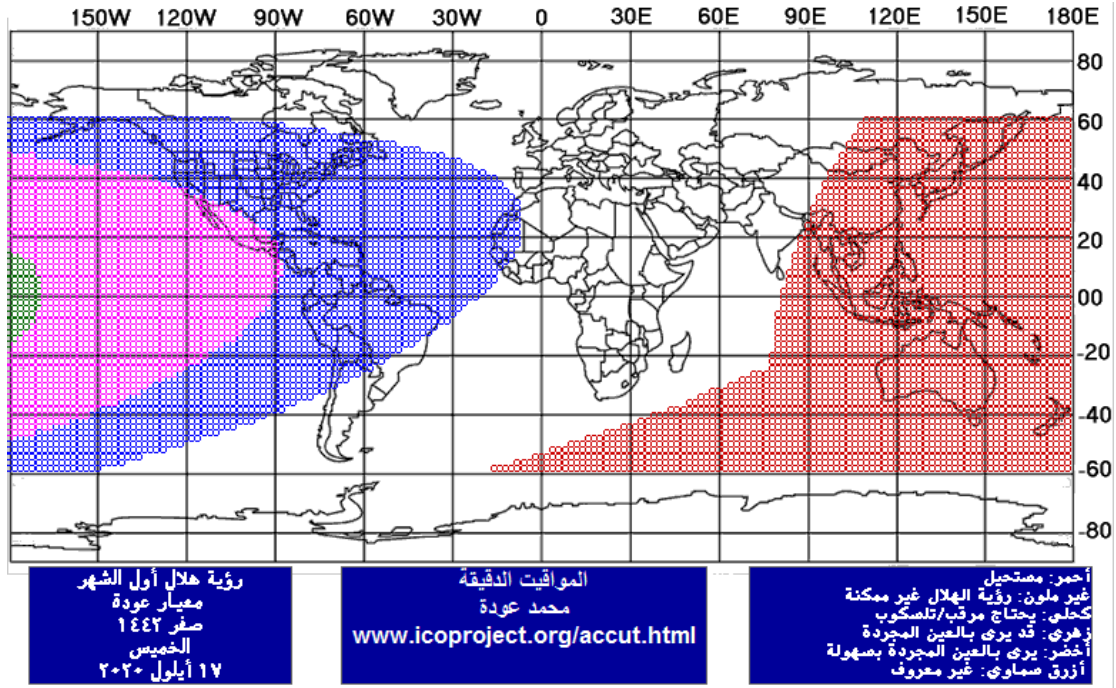 150W 120W 90W 60W 30W 0 30E 60E 90E 120E 150E 180E
80
60
40
20
00
-20
-40
-60
-80
رؤية هلال أول الشهر
معيار عودة
صفر ١٤٤٢
الخميس
١٧ أيلول ٢٠٢٠
المواقيت الدقيقة
محمد عودة
www.icoproject.org/accut.html
أحمر: مستحيل
غير ملون: رؤية الهلال غير ممكنة
كحلي: يحتاج مرقب/تلسكوب
زهري: قد يرى بالعين المجردة
أخضر: يرى بالعين المجردة بسهولة
أزرق سماوي: غير معروف